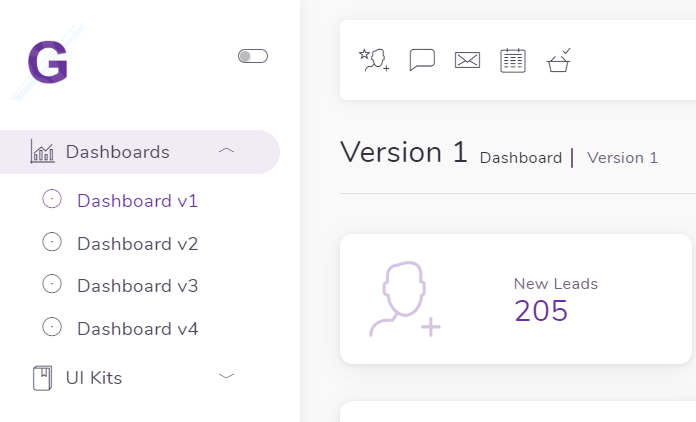 G
Dashboards
Dashboard v1
Dashboard v2
Dashboard v3
Dashboard v4
UI Kits
Version 1 Dashboard | Version 1
New Leads
205